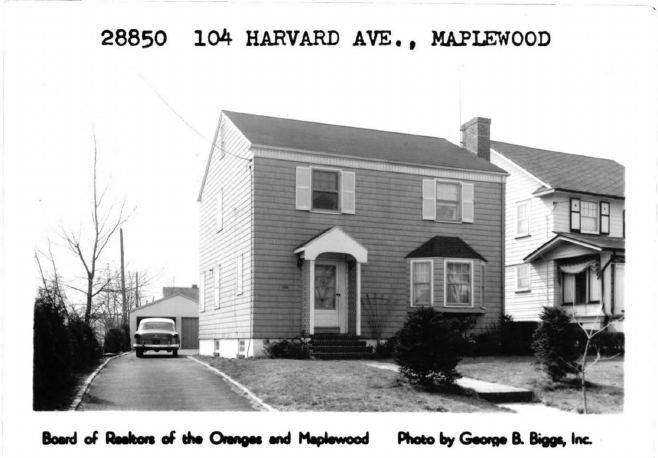 28850 104 HARVARD AVE., MAPLEWOOD
Board of Realtors of the Oranges and Maplewood Photo by George B. Biggs, Inc.